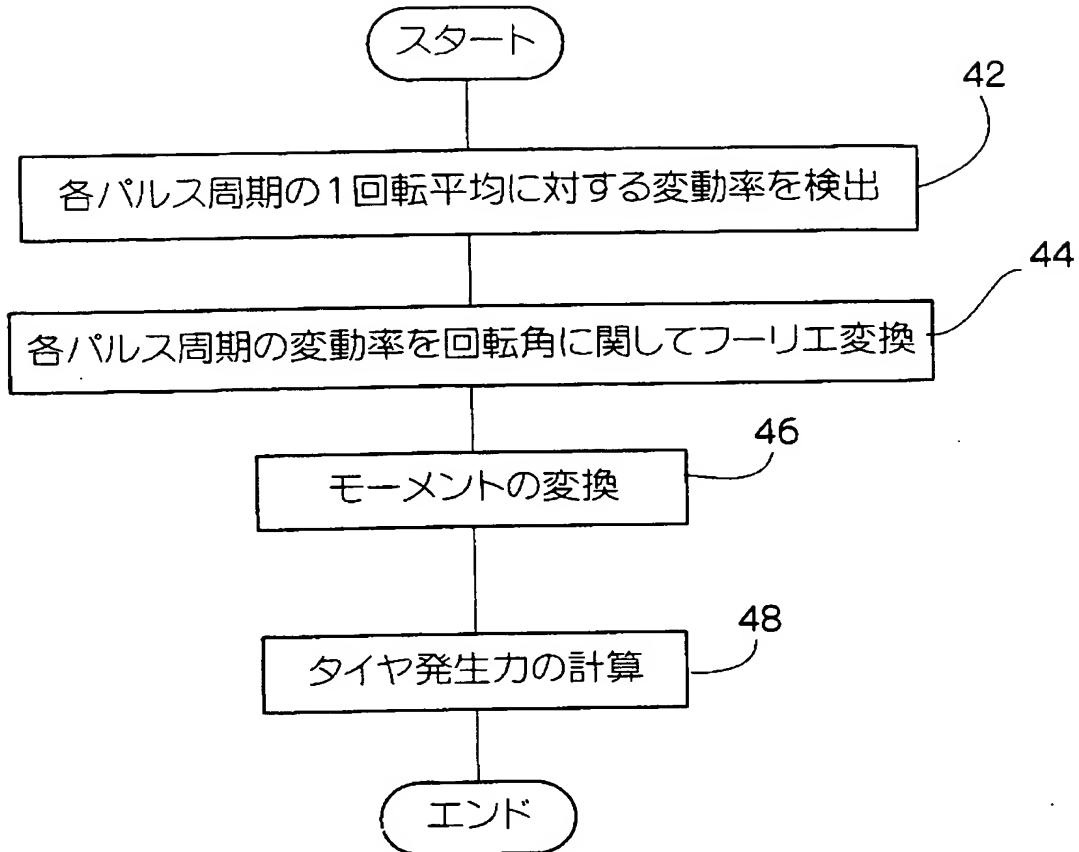 スタート
42
各パルス周期の1回転平均に対する変動率を検出
44
各パルス周期の変動率を回転角に関してフーリエ変換
46
モーメントの変換
48
タイヤ発生力の計算
エンド